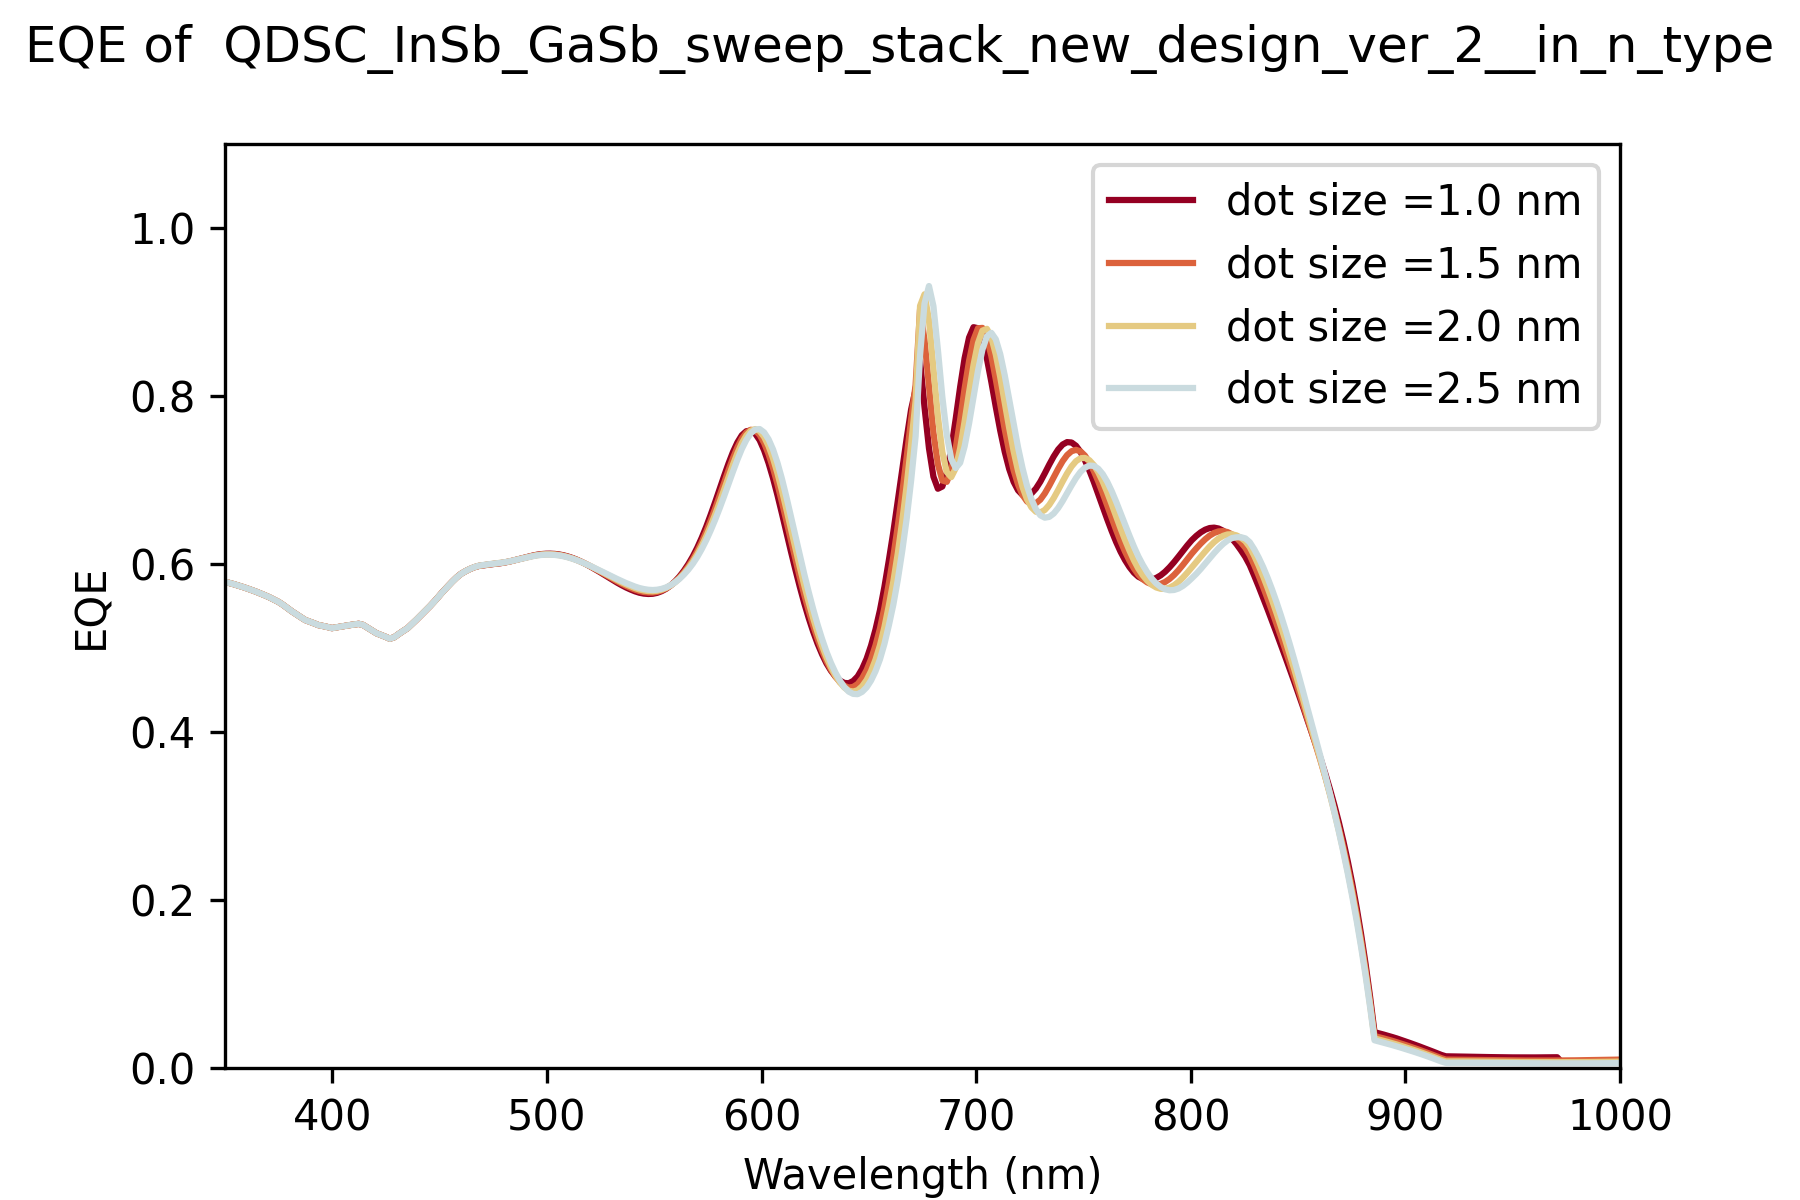 EQE of  QDSC_InSb_GaSb_sweep_stack_new_design_ver_2__in_n_type
dot size =1.0 nm
dot size =1.5 nm
dot size =2.0 nm
dot size =2.5 nm
1.0
0.8
0.6
0.4
0.2
0.0
EQE
400 500 600 700 800 900 1000
Wavelength (nm)